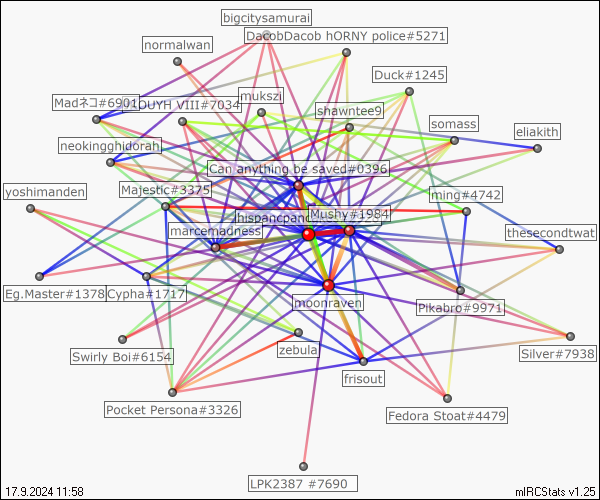 bigcitysamurai
DacobDacob hORNY police#5271
normalwan
Duck#1245
mukszi
Madネコ#6901
OUYH VIII#7034
shawntee9
somass
eliakith
neokingghidorah
Can anything be saved#0396
yoshimanden
Majestic#3375
ming#4742
Mushy#1984
marcemadness
thesecondtwat
moonraven
Eg.Master#1378
Cypha#1717
Pikabro#9971
Swirly Boi#6154
zebulai
Silver#7938
frisout
Pocket Persona#3326
Fedora Stoat#4479
LPK2387 #7690
17.9.2024 11:58
mIRCStats v1.25